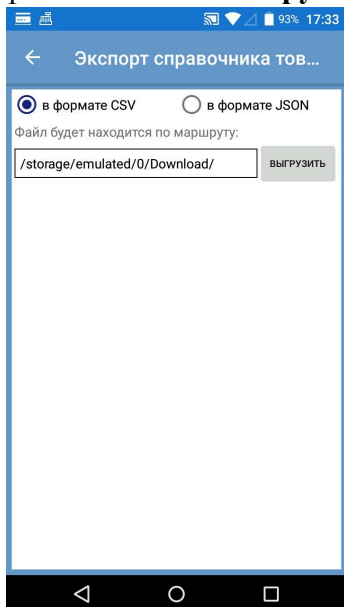 93% 17:33
Экспорт справочника тов...
в формате CSV
в формате JSON
Файл будет находится по маршруту:
/storage/emulated/0/Download/
ВЫГРУЗИТЬ